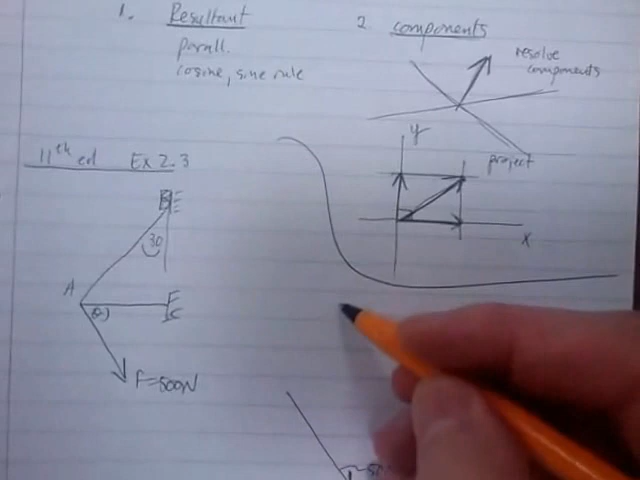 1. Resultant
parall.
cosine, sine rule
2. components
resolve
components
project
y
x
11th ed Ex 2.3
B
30
A
θ
C
F=500N